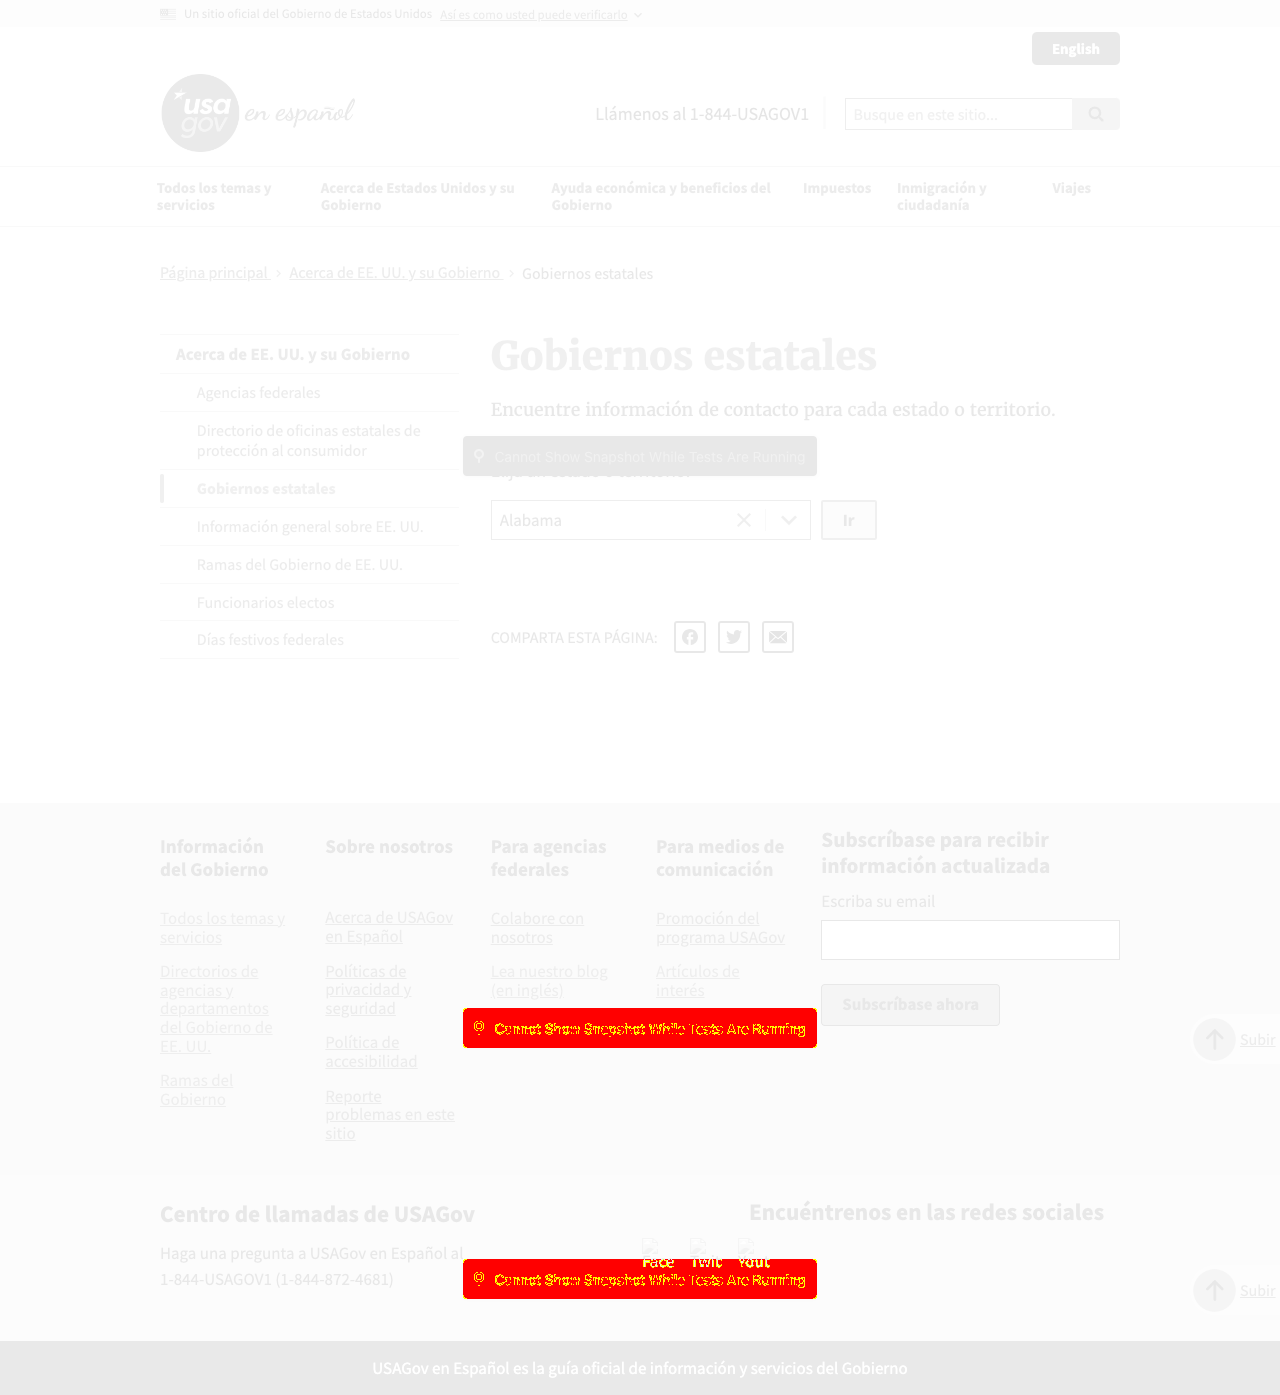 Un sitio oficial del Gobierno de Estados Unidos Así es como usted puede verificarlo
English
usa gov en español
Llámenos al 1-844-USAGOV1
Busque en este sitio...
Todos los temas y servicios
Acerca de Estados Unidos y su Gobierno
Ayuda económica y beneficios del Gobierno
Impuestos
Inmigración y ciudadanía
Viajes
Página principal > Acerca de EE. UU. y su Gobierno > Gobiernos estatales
Acerca de EE. UU. y su Gobierno
Agencias federales
Directorio de oficinas estatales de
protección al consumidor
Gobiernos estatales
Información general sobre EE. UU.
Ramas del Gobierno de EE. UU.
Funcionarios electos
Días festivos federales
Gobiernos estatales
Encuentre información de contacto para cada estado o territorio.
Cannot Show Snapshot While Tests Are Running
Alabama
Ir
COMPARTA ESTA PÁGINA:
Información
del Gobierno
Todos los temas y
servicios
Directorios de
agencias y
departamentos
del Gobierno de
EE. UU.
Ramas del
Gobierno
Sobre nosotros
Acerca de USAGov
en Español
Políticas de
privacidad y
seguridad
Política de
accesibilidad
Reporte
problemas en este
sitio
Para agencias
federales
Colabore con
nosotros
Lea nuestro blog
(en inglés)
Para medios de
comunicación
Promoción del
programa USAGov
Artículos de
interés
Subscríbase para recibir
información actualizada
Escriba su email
Subscríbase ahora
Cannot Show Snapshot While Tests Are Running
Subir
Centro de llamadas de USAGov
Haga una pregunta a USAGov en Español al
1-844-USAGOV1 (1-844-872-4681)
Encuéntrenos en las redes sociales
Face Twit Yout
Cannot Show Snapshot While Tests Are Running
Subir
USAGov en Español es la guía oficial de información y servicios del Gobierno